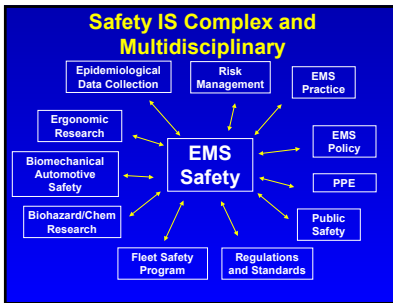 Safety IS Complex and
Multidisciplinary
Epidemiological
Data Collection
Risk
Management
EMS
Practice
Ergonomic
Research
EMS
Policy
EMS
Safety
Biomechanical
Automotive
Safety
PPE
Biohazard/Chem
Research
Public
Safety
Fleet Safety
Program
Regulations
and Standards